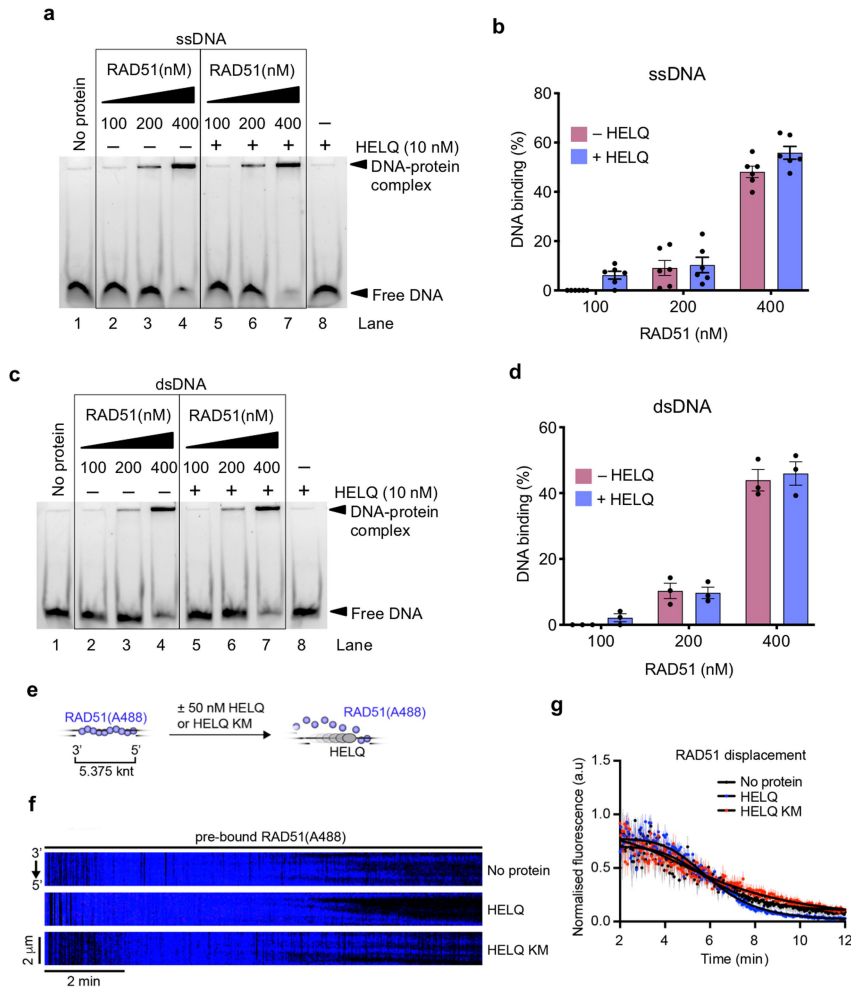 a
ssDNA
No protein
RAD51(nM)
RAD51(nM)
100 200 400 100 200 400 –
– – – + + + + HELQ (10 nM)
DNA-protein
complex
Free DNA
1 2 3 4 5 6 7 8 Lane
b
ssDNA
– HELQ
+ HELQ
DNA binding (%)
80
60
40
20
0
100 200 400
RAD51 (nM)
c
dsDNA
No protein
RAD51(nM)
RAD51(nM)
100 200 400 100 200 400 –
– – – + + + + HELQ (10 nM)
DNA-protein
complex
Free DNA
1 2 3 4 5 6 7 8 Lane
d
dsDNA
– HELQ
+ HELQ
DNA binding (%)
60
40
20
0
100 200 400
RAD51 (nM)
e
RAD51(A488)
3' 5'
5.375 knt
± 50 nM HELQ
or HELQ KM
RAD51(A488)
HELQ
f
pre-bound RAD51(A488)
3'
5'
No protein
HELQ
HELQ KM
2 μm
2 min
g
RAD51 displacement
No protein
HELQ
HELQ KM
Normalised fluorescence (a.u)
1.5
1.0
0.5
0.0
2 4 6 8 10 12
Time (min)